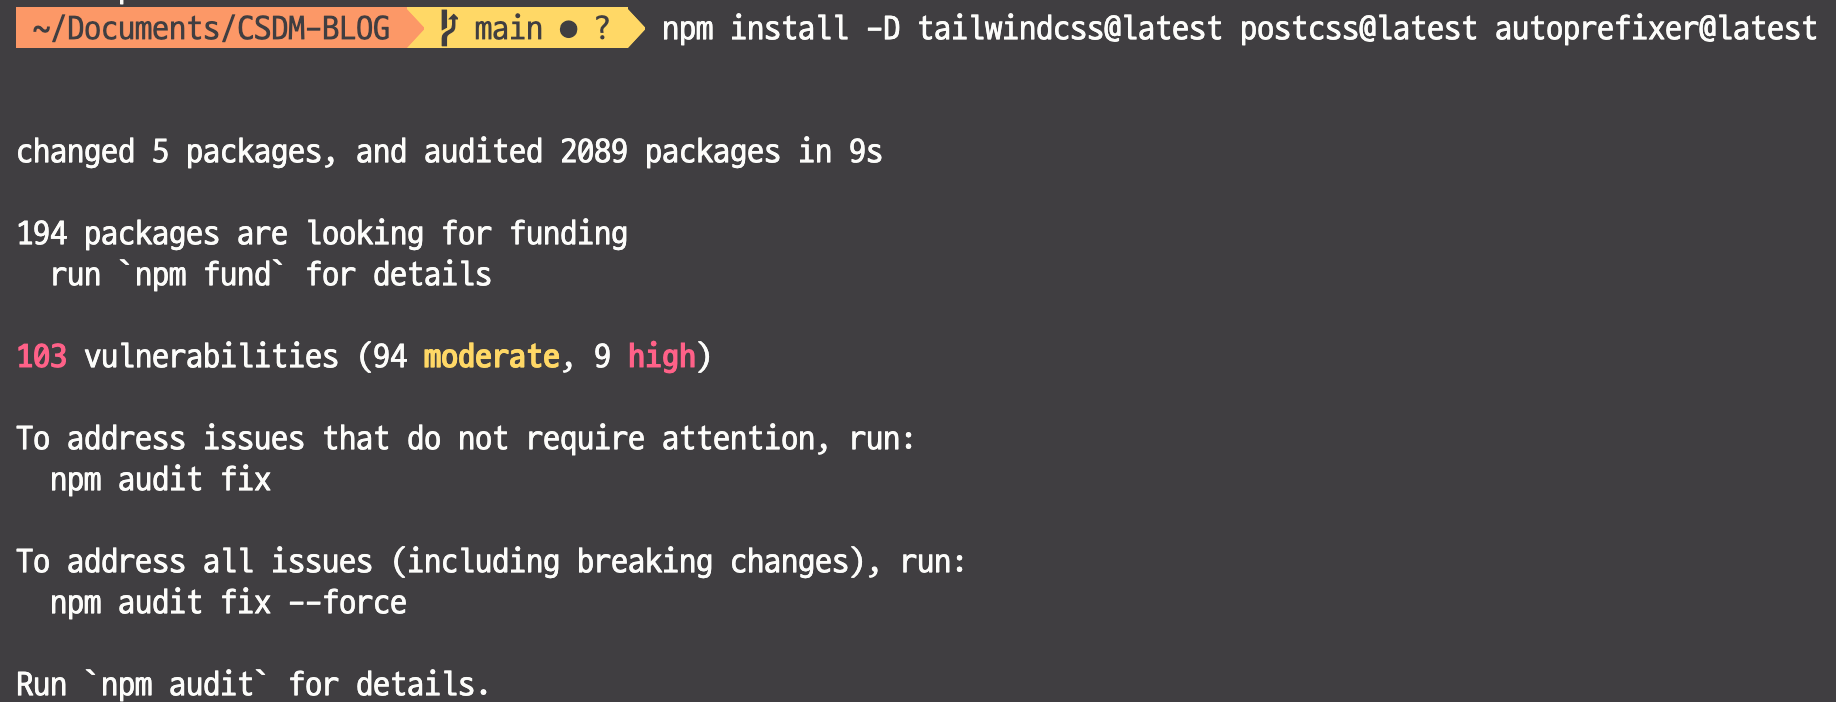 ~/Documents/CSDM-BLOG main ● ? npm install -D tailwindcss@latest postcss@latest autoprefixer@latest
changed 5 packages, and audited 2089 packages in 9s
194 packages are looking for funding
run `npm fund` for details
103 vulnerabilities (94 moderate, 9 high)
To address issues that do not require attention, run:
npm audit fix
To address all issues (including breaking changes), run:
npm audit fix --force
Run `npm audit` for details.